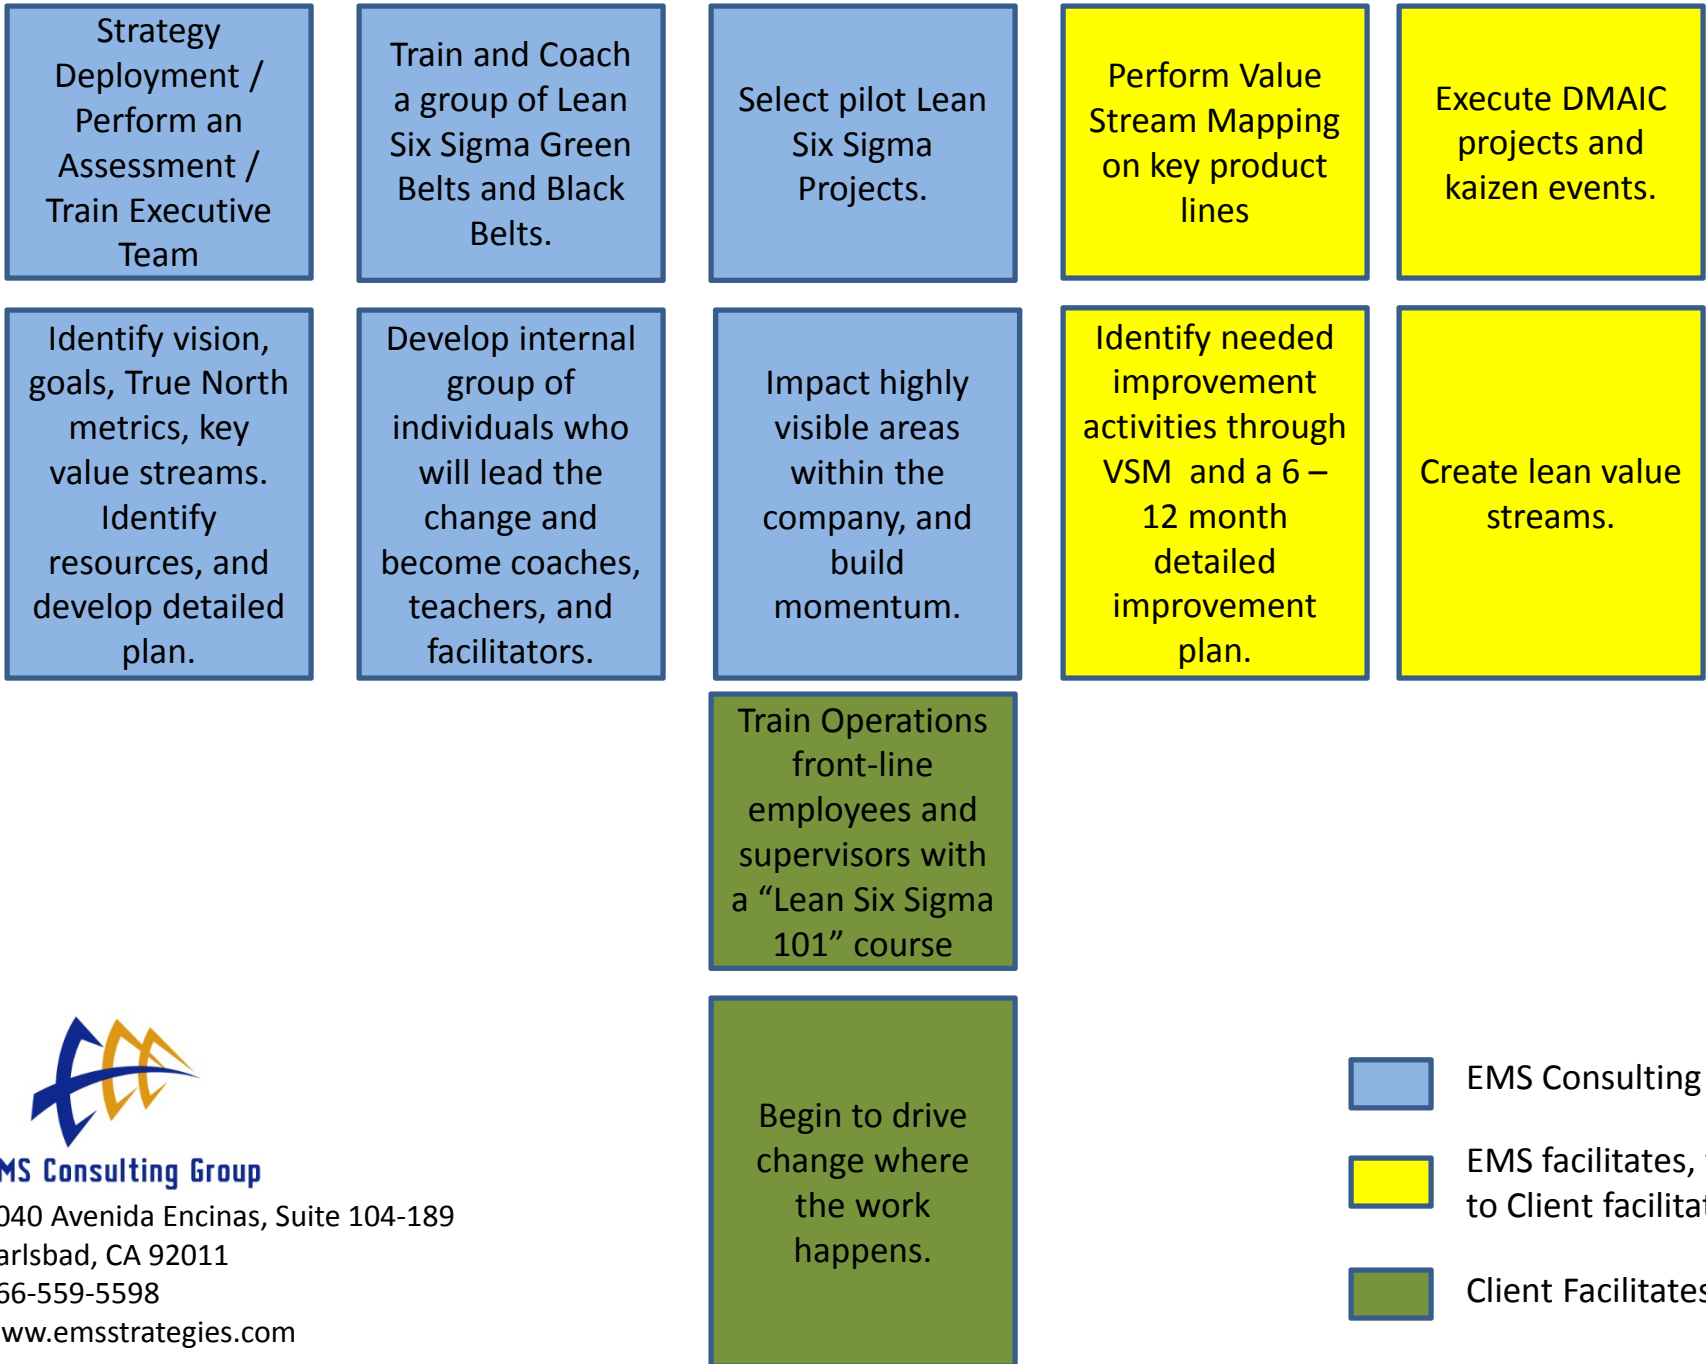 Strategy
Deployment /
Perform an
Assessment /
Train Executive
Team
Train and Coach
a group of Lean
Six Sigma Green
Belts and Black
Belts.
Select pilot Lean
Six Sigma
Projects.
Perform Value
Stream Mapping
on key product
lines
Execute DMAIC
projects and
kaizen events.
Identify vision,
goals, True North
metrics, key
value streams.
Identify
resources, and
develop detailed
plan.
Develop internal
group of
individuals who
will lead the
change and
become coaches,
teachers, and
facilitators.
Impact highly
visible areas
within the
company, and
build
momentum.
Identify needed
improvement
activities through
VSM and a 6 –
12 month
detailed
improvement
plan.
Create lean value
streams.
Train Operations
front-line
employees and
supervisors with
a “Lean Six Sigma
101” course
Begin to drive
change where
the work
happens.
MS Consulting Group
040 Avenida Encinas, Suite 104-189
arlsbad, CA 92011
66-559-5598
www.emsstrategies.com
EMS Consulting
EMS facilitates,
to Client facilitat
Client Facilitates